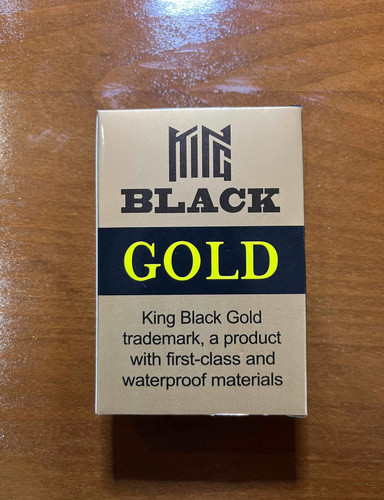 KING
BLACK
GOLD
King Black Gold
trademark, a product
with first-class and
waterproof materials